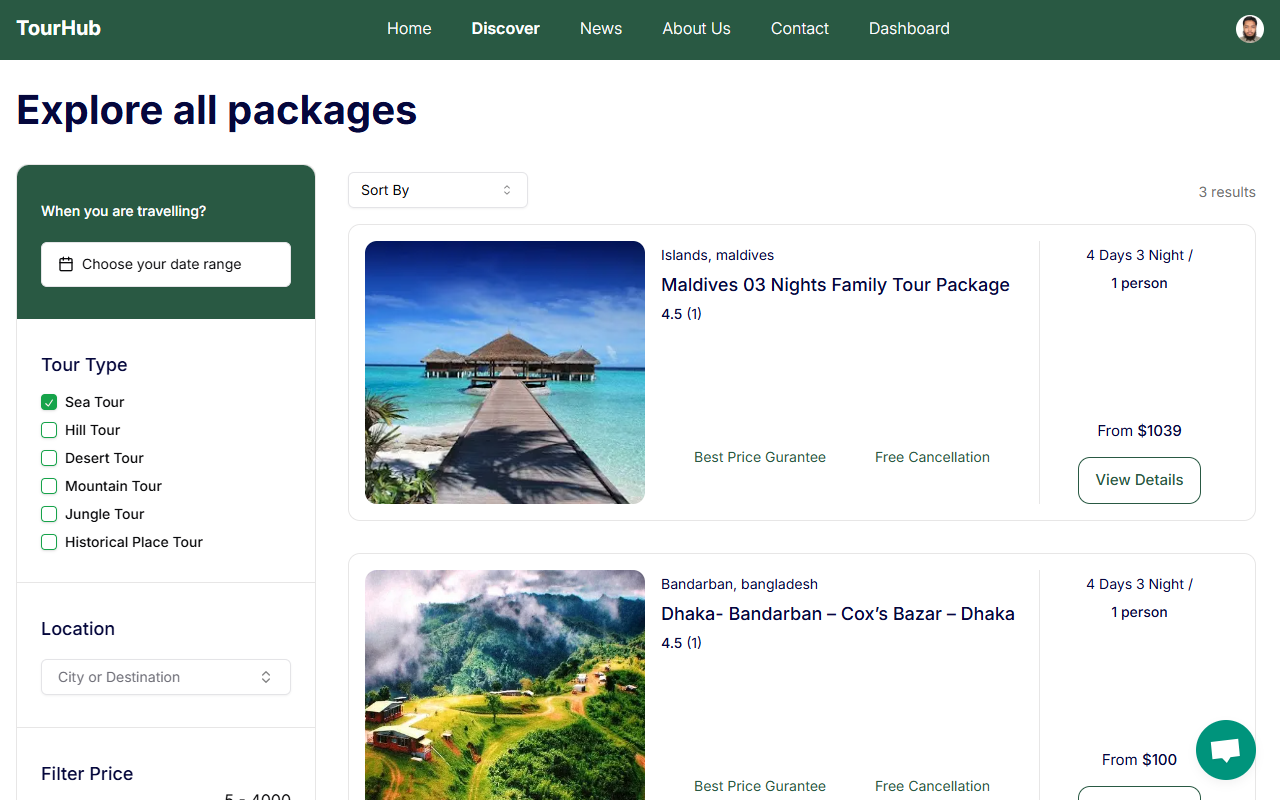 TourHub
Home
Discover
News
About Us
Contact
Dashboard
Explore all packages
When you are travelling?
Choose your date range
Tour Type
Sea Tour
Hill Tour
Desert Tour
Mountain Tour
Jungle Tour
Historical Place Tour
Location
City or Destination
Filter Price
5 - 4000
Sort By
3 results
Islands, maldives
Maldives 03 Nights Family Tour Package
4.5 (1)
Best Price Gurantee
Free Cancellation
4 Days 3 Night /
1 person
From $1039
View Details
Bandarban, bangladesh
Dhaka- Bandarban – Cox’s Bazar – Dhaka
4.5 (1)
Best Price Gurantee
Free Cancellation
4 Days 3 Night /
1 person
From $100